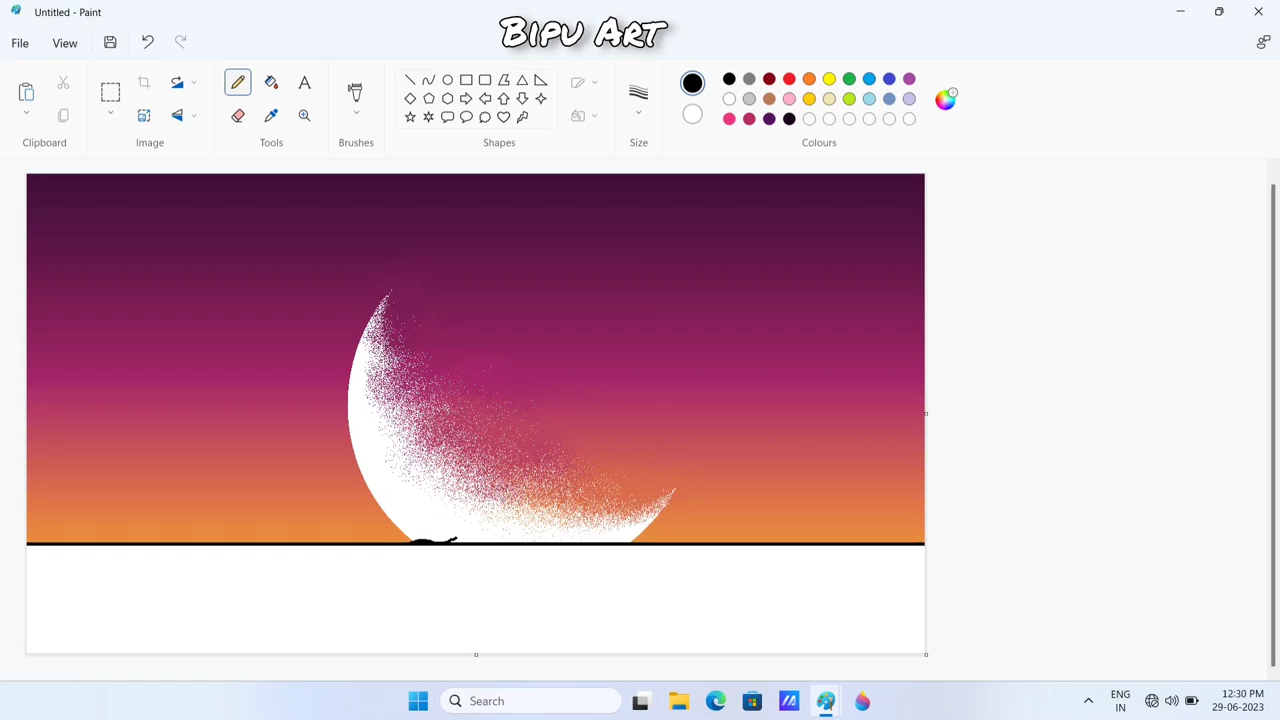 Untitled - Paint
Bipu Art
File
View
Clipboard
Image
Tools
Brushes
Shapes
Size
Colours
Search
ENG
IN
12:30 PM
29-06-2023